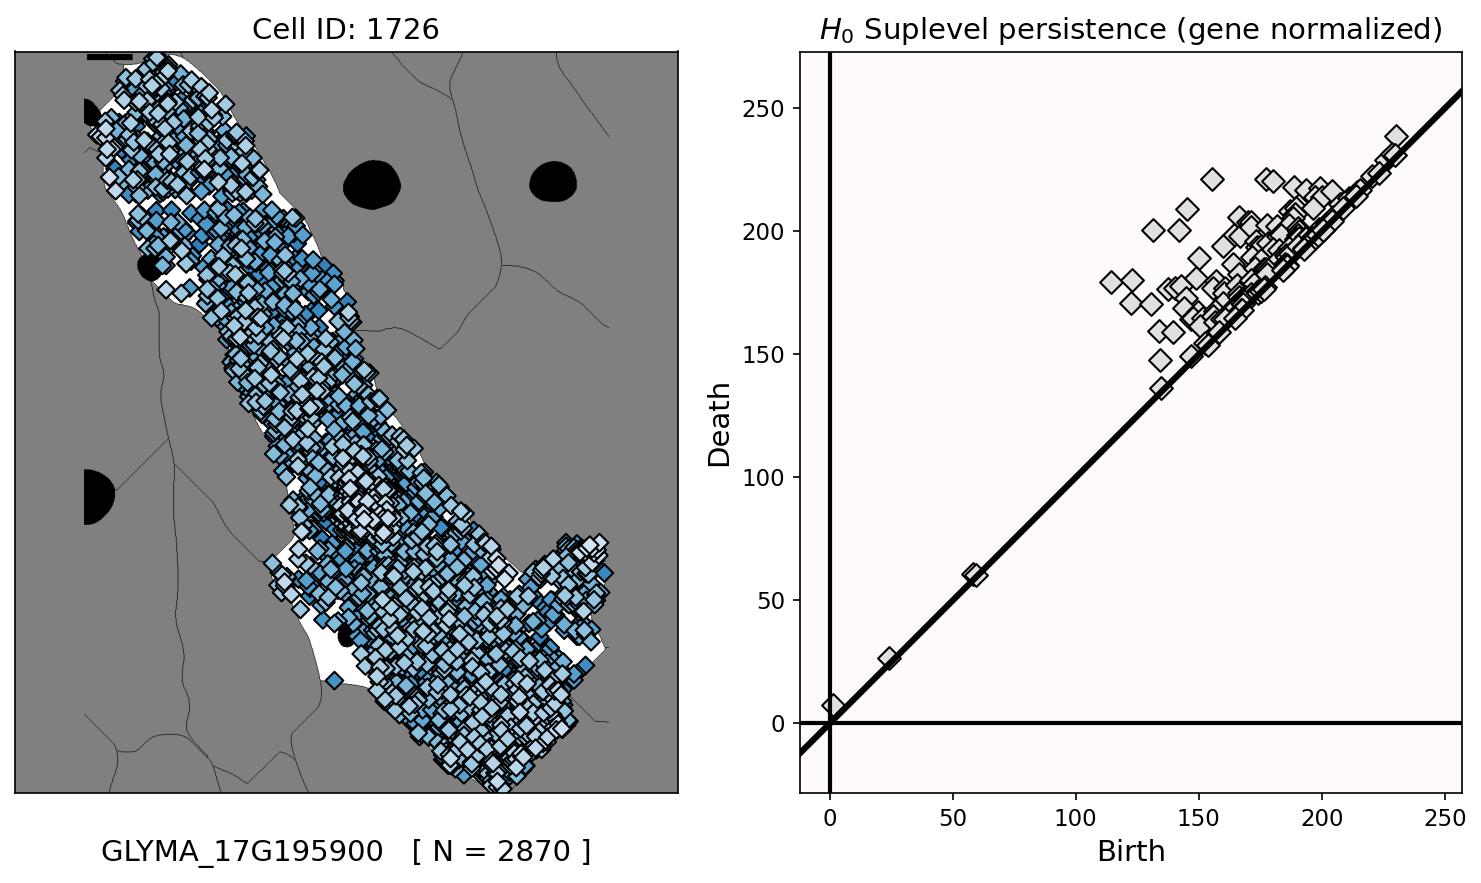 Cell ID: 1726
H₀ Suplevel persistence (gene normalized)
250
200
150
100
50
0
Death
0 50 100 150 200 250
Birth
GLYMA_17G195900 [ N = 2870 ]